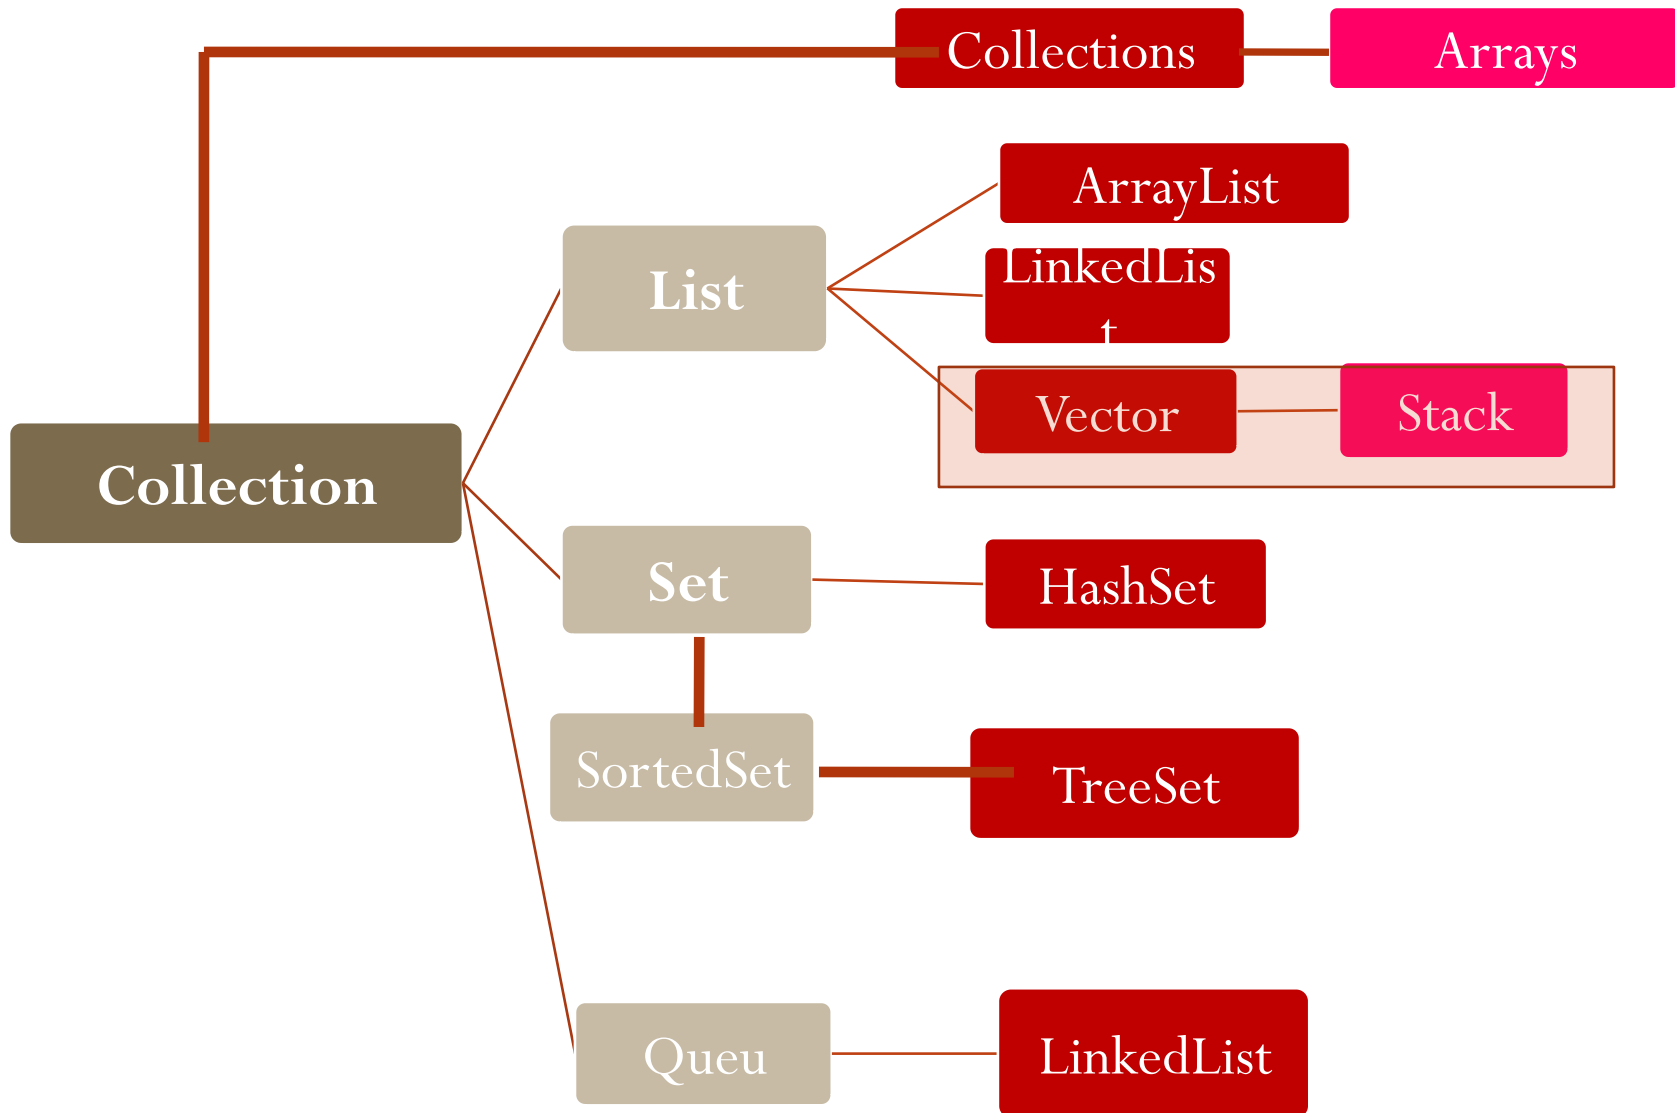 Collections
Arrays
ArrayList
List
LinkedLis
t
Vector
Stack
Collection
Set
HashSet
SortedSet
TreeSet
Queu
LinkedList